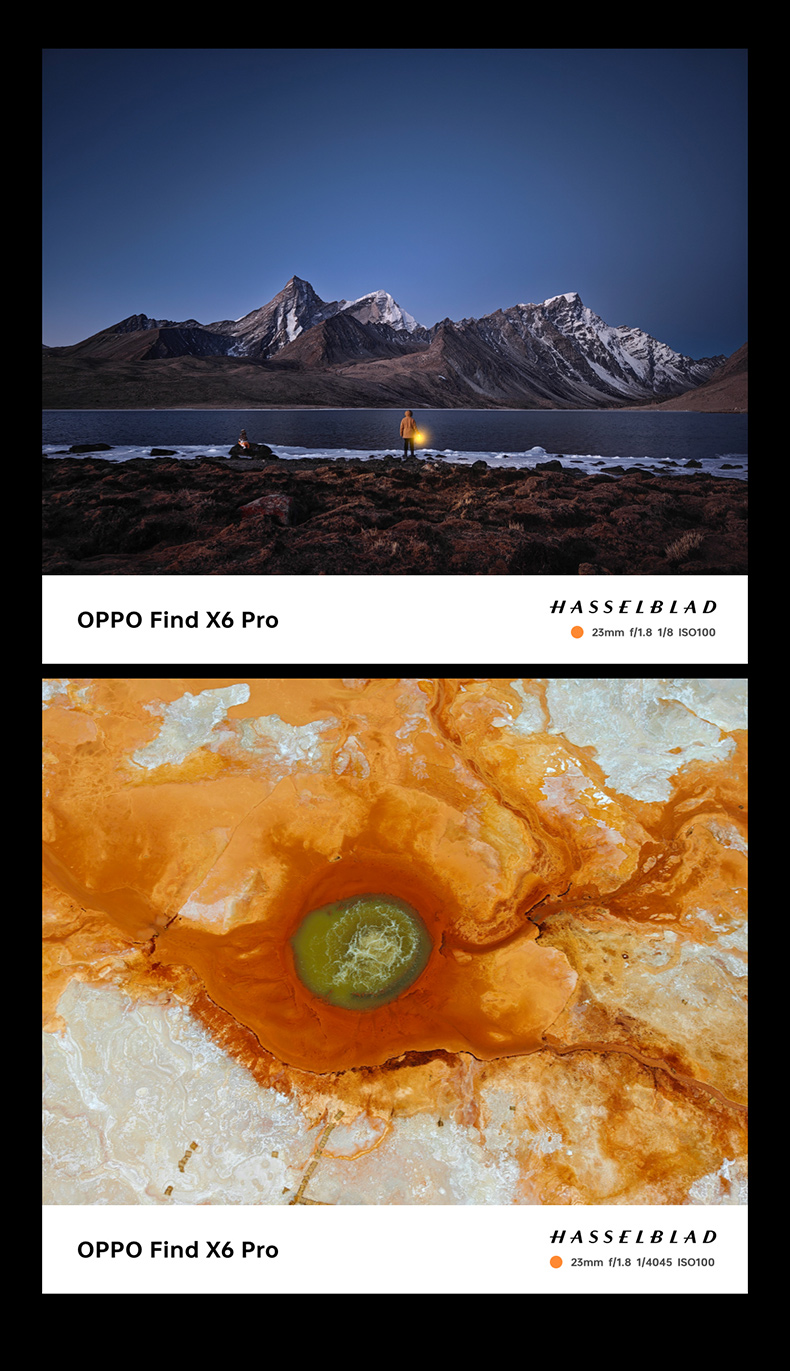 OPPO Find X6 Pro
HASSELBLAD
23mm f/1.8 1/8 ISO100
OPPO Find X6 Pro
HASSELBLAD
23mm f/1.8 1/4045 ISO100